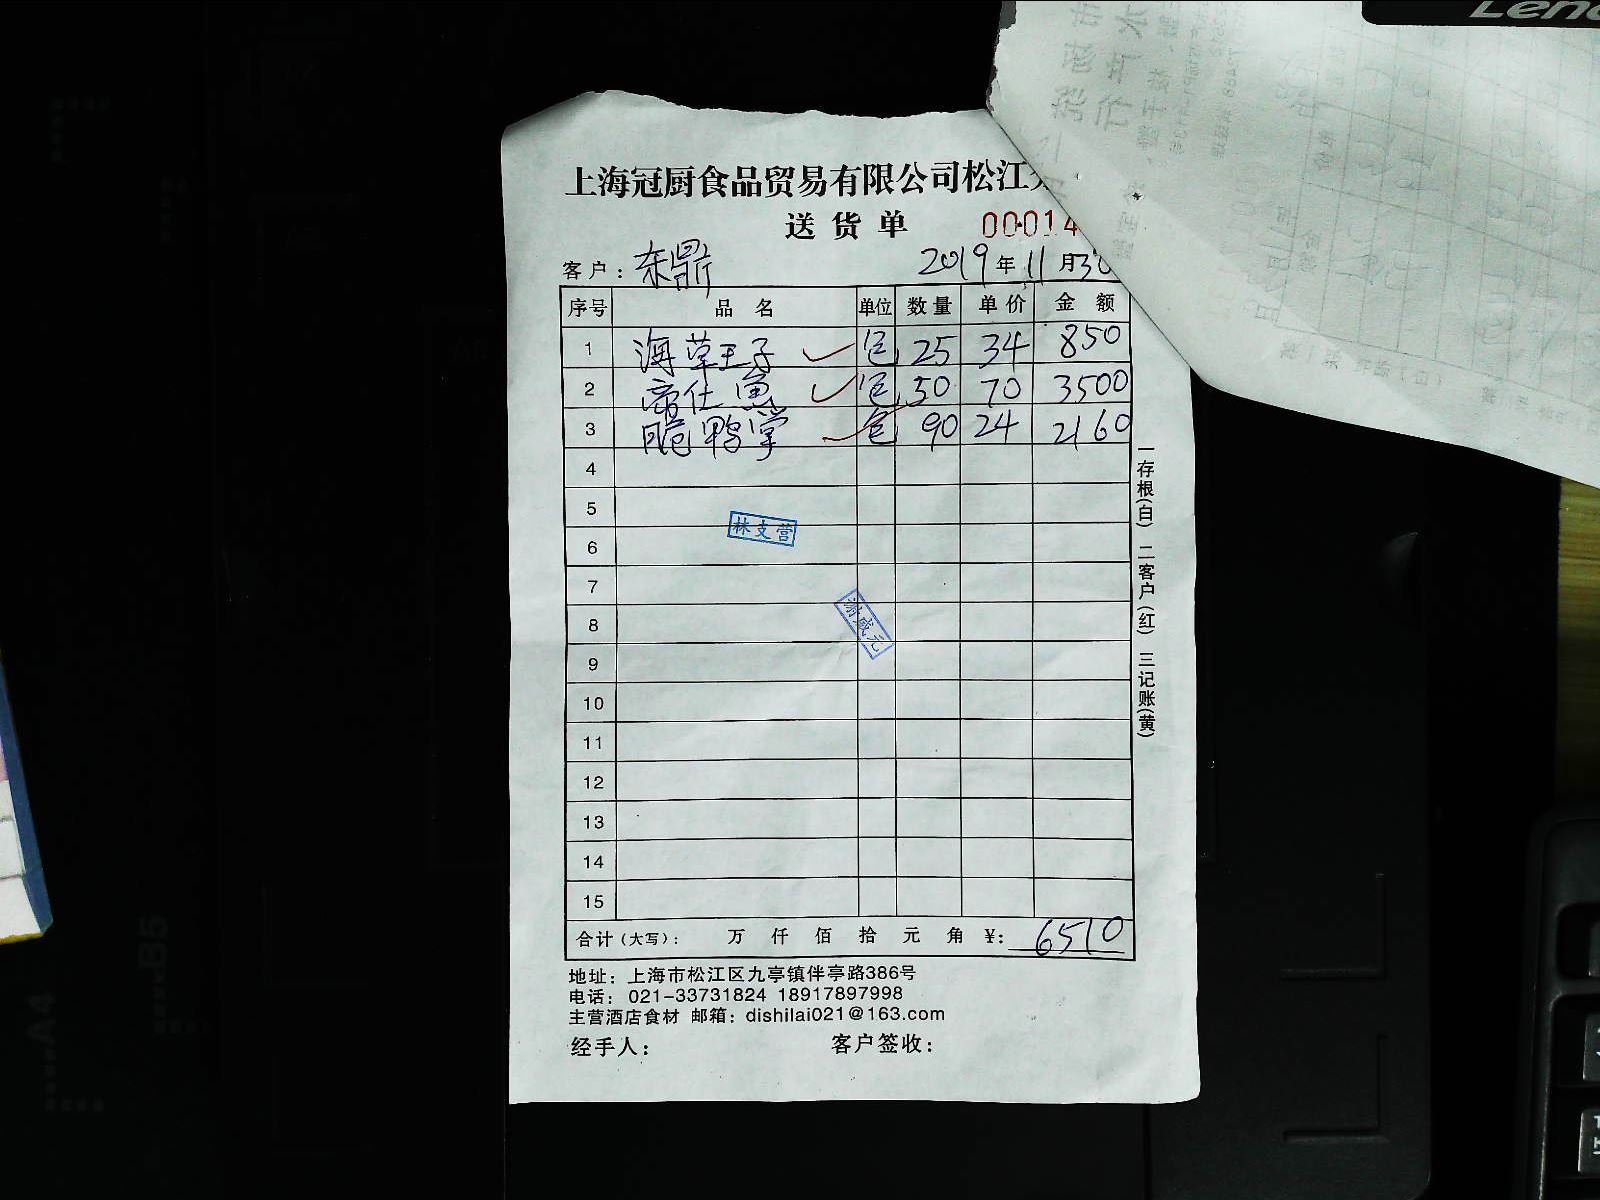 上海冠厨食品贸易有限公司松江
送货单 00014
客户：东鼎 2019年11月30
序号 品名 单位 数量 单价 金额
1 海草王子 包 25 34 850
2 帝仕鱼 包 50 70 3500
3 脆鸭掌 包 90 24 2160
4
5
林支营
6
7
8
9
10
11
12
13
14
15
合计（大写）： 万 仟 佰 拾 元 角 ¥： 6510
地址：上海市松江区九亭镇伴亭路386号
电话：021-33731824 18917897998
主营酒店食材 邮箱：dishilai021@163.com
经手人： 客户签收：
一存根(白) 二客户(红) 三记账(黄)
B5
A4